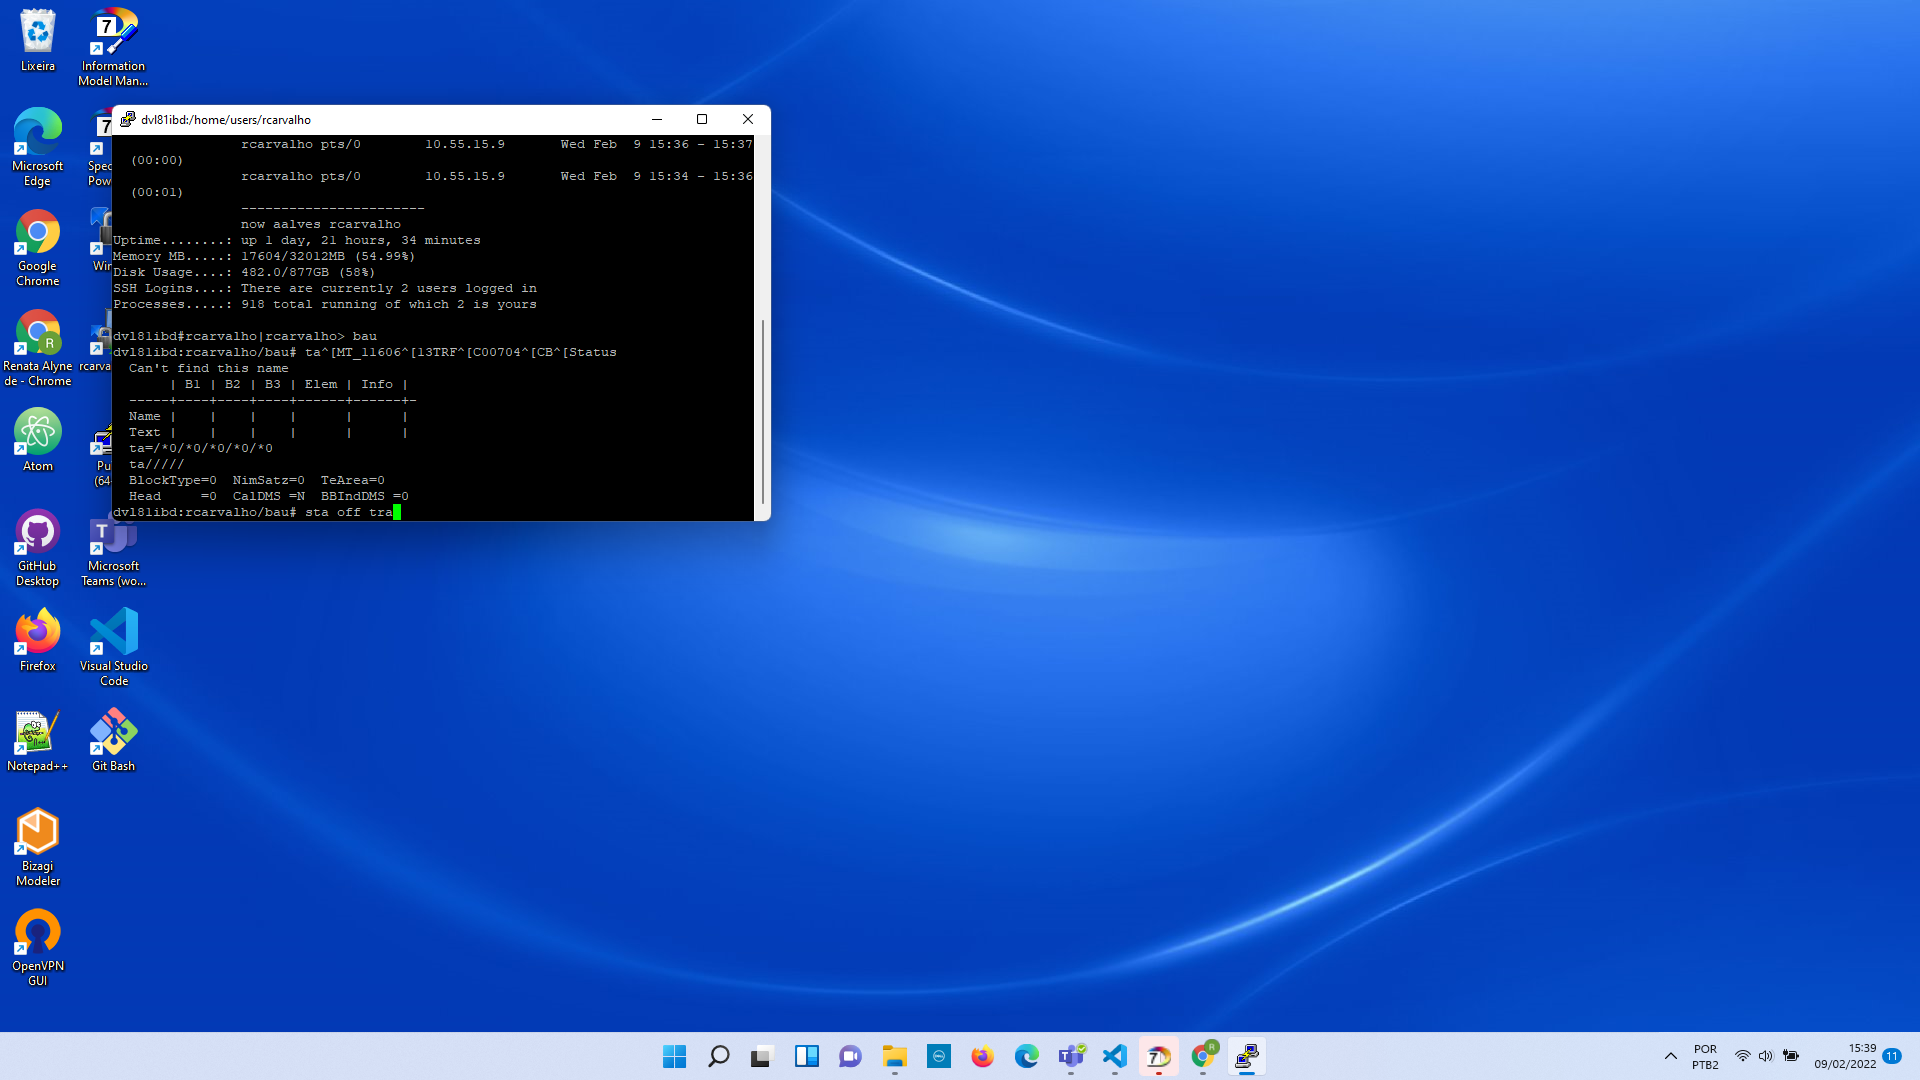 Lixeira
Information
Model Man...
Microsoft
Edge
Spec
Pow
Google
Chrome
Win
Renata Alyne
de - Chrome
rcarva
Atom
Pu
(64
GitHub
Desktop
Microsoft
Teams (wo...
Firefox
Visual Studio
Code
Notepad++
Git Bash
Bizagi
Modeler
OpenVPN
GUI
dvl81ibd:/home/users/rcarvalho
rcarvalho pts/0        10.55.15.9       Wed Feb  9 15:36 - 15:37
(00:00)
rcarvalho pts/0        10.55.15.9       Wed Feb  9 15:34 - 15:36
(00:01)
-----------------------
now aalves rcarvalho
Uptime........: up 1 day, 21 hours, 34 minutes
Memory MB.....: 17604/32012MB (54.99%)
Disk Usage....: 482.0/877GB (58%)
SSH Logins....: There are currently 2 users logged in
Processes.....: 918 total running of which 2 is yours
dvl81ibd#rcarvalho|rcarvalho> bau
dvl81ibd:rcarvalho/bau# ta^[MT_11606^[13TRF^[C00704^[CB^[Status
Can't find this name
| B1 | B2 | B3 | Elem | Info |
-----+----+----+----+------+------+-
Name |    |    |    |      |      |
Text |    |    |    |      |      |
ta=/*0/*0/*0/*0/*0
ta/////
BlockType=0  NimSatz=0  TeArea=0
Head     =0  CalDMS =N  BBIndDMS =0
dvl81ibd:rcarvalho/bau# sta off tra
POR
PTB2
15:39
09/02/2022
11